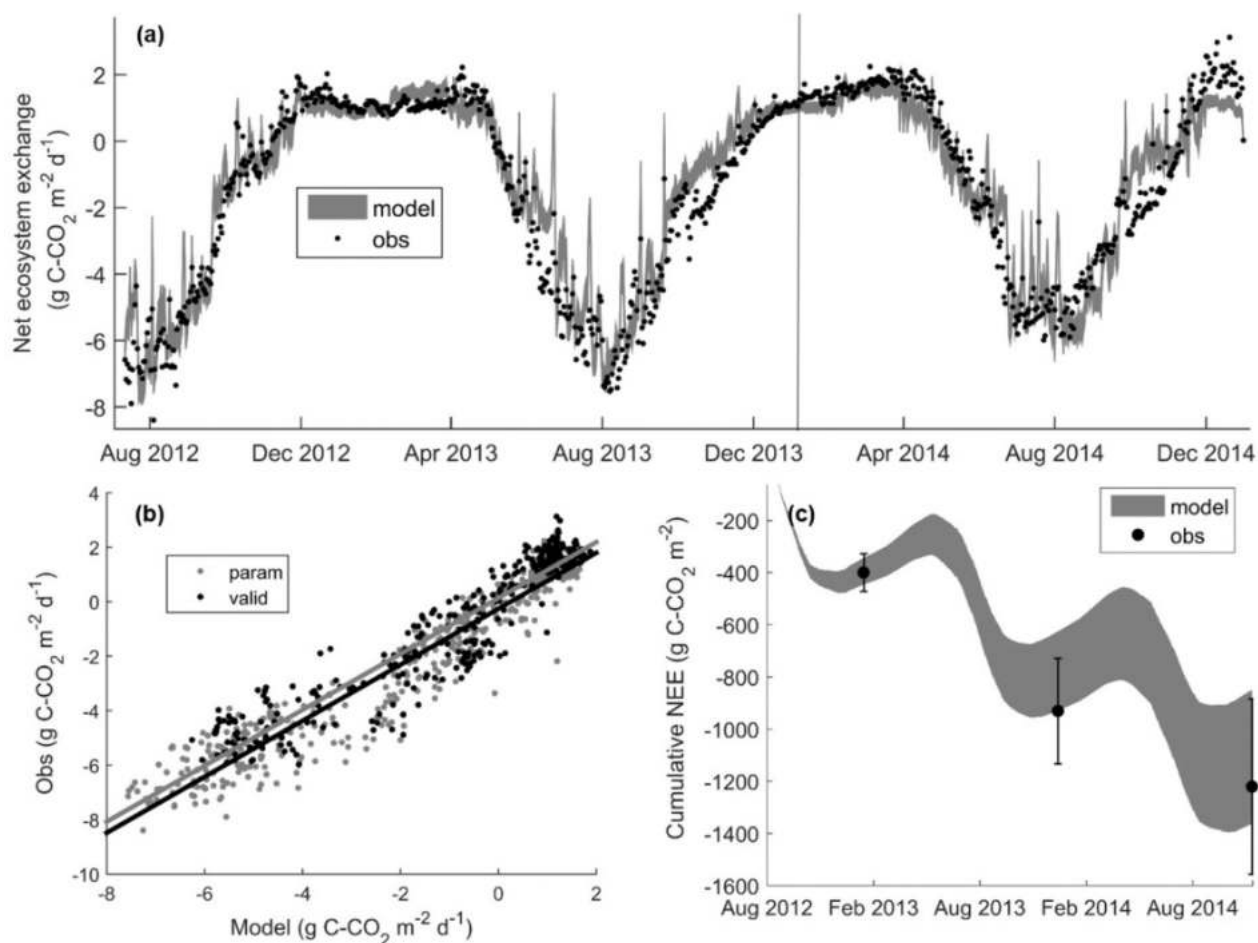 (a)
Net ecosystem exchange
(g C-CO2 m-2 d-1)
2
0
-2
-4
-6
-8
model
obs
Aug 2012 Dec 2012 Apr 2013 Aug 2013 Dec 2013 Apr 2014 Aug 2014 Dec 2014
(b)
Obs (g C-CO2 m-2 d-1)
4
2
0
-2
-4
-6
-8
-10
param
valid
-8 -6 -4 -2 0 2
Model (g C-CO2 m-2 d-1)
(c)
Cumulative NEE (g C-CO2 m-2)
-200
-400
-600
-800
-1000
-1200
-1400
-1600
model
obs
Aug 2012 Feb 2013 Aug 2013 Feb 2014 Aug 2014